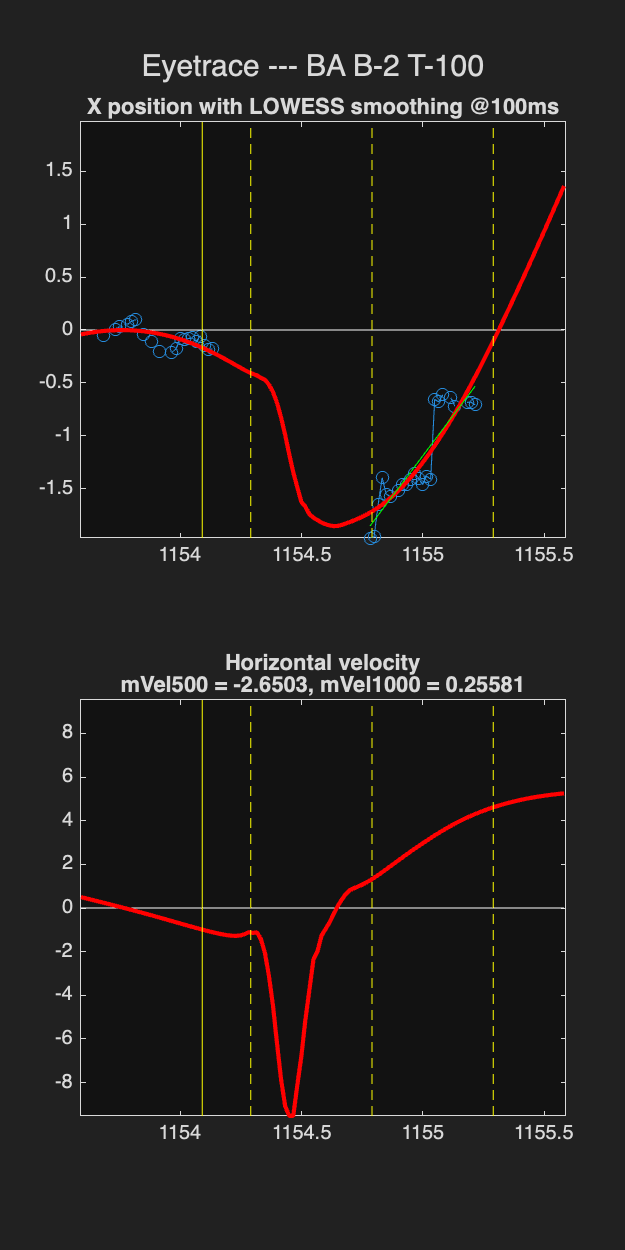 Eyetrace --- BA B-2 T-100
X position with LOWESS smoothing @100ms
1.5
1
0.5
0
-0.5
-1
-1.5
1154 1154.5 1155 1155.5
Horizontal velocity
mVel500 = -2.6503, mVel1000 = 0.25581
8
6
4
2
0
-2
-4
-6
-8
1154 1154.5 1155 1155.5